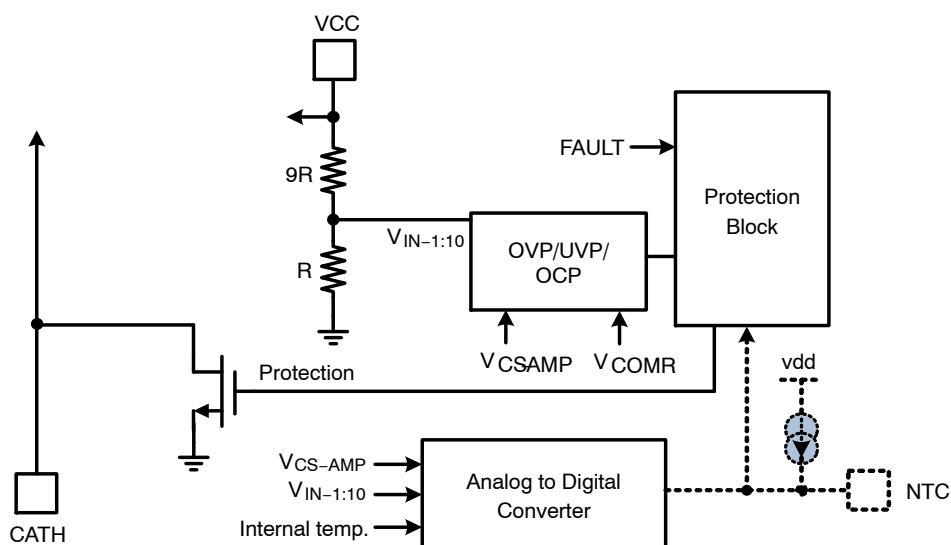 VCC
FAULT
9R
Protection
Block
VIN−1:10
OVP/UVP/
OCP
R
VCSAMP
VCOMR
vdd
Protection
VCS−AMP
Analog to Digital
Converter
VIN−1:10
NTC
Internal temp.
CATH